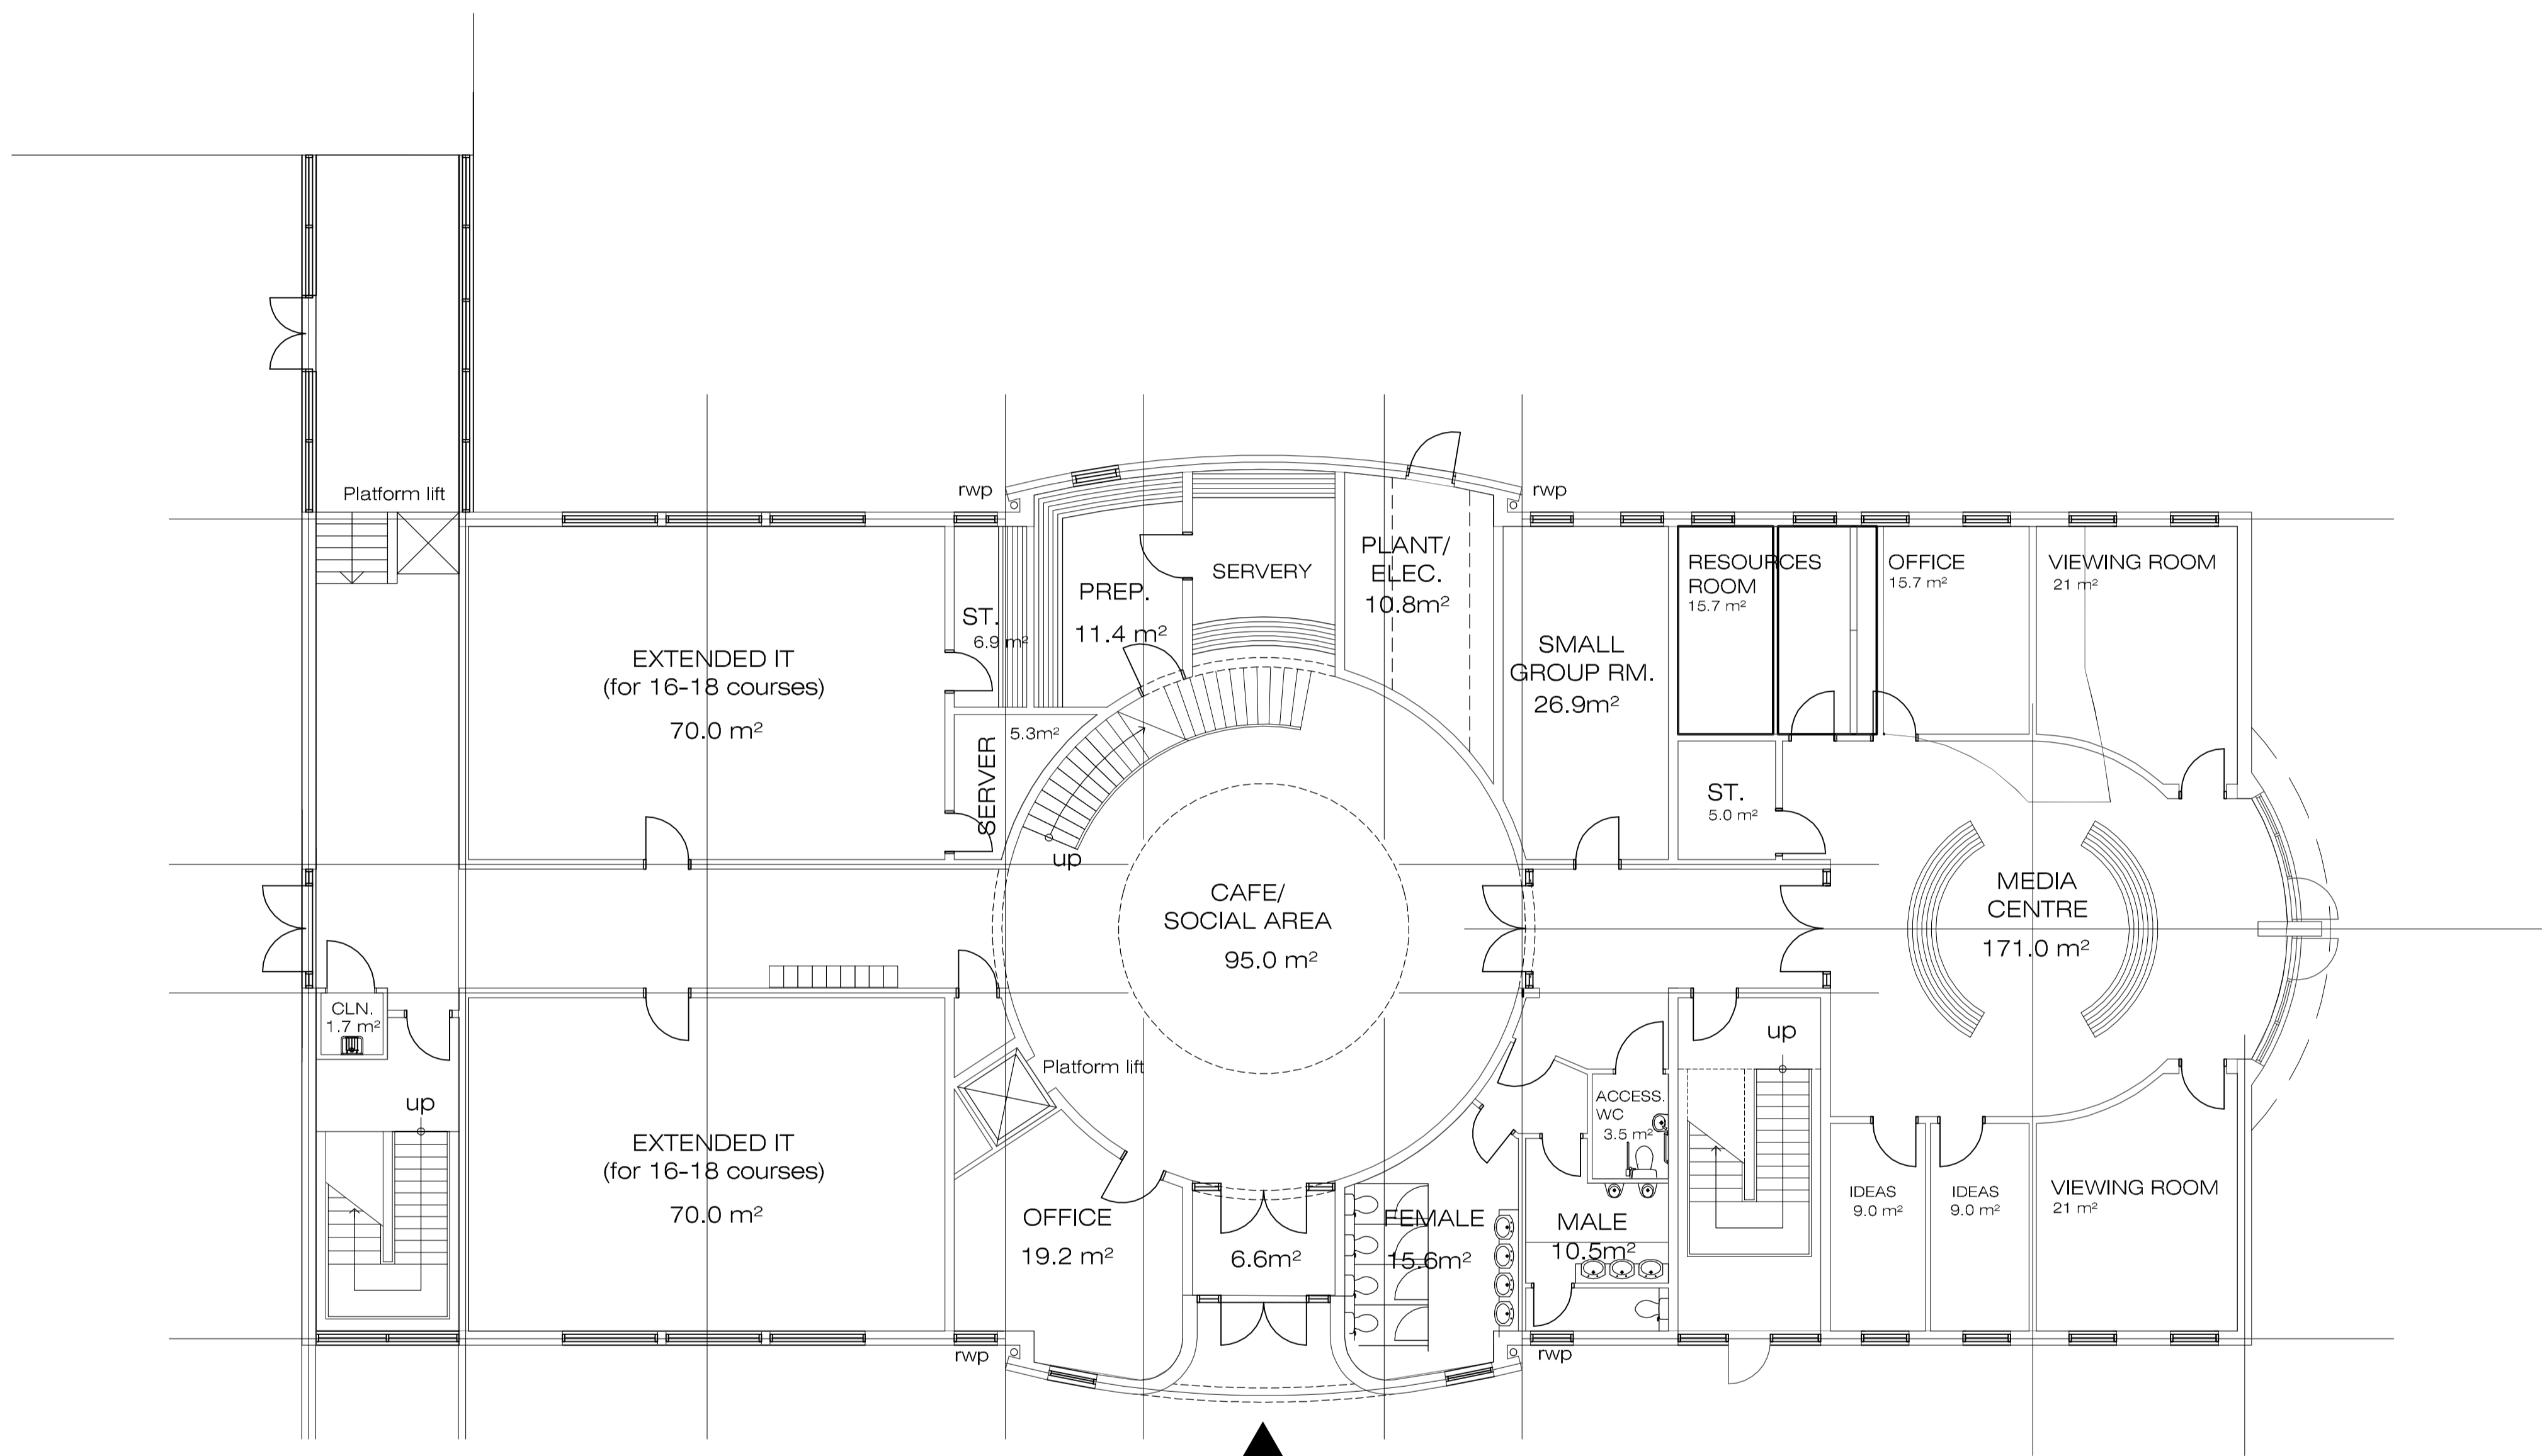 Platform lift
rwp
rwp
EXTENDED IT
(for 16-18 courses)
70.0 m²
ST.
6.9 m²
PREP.
11.4 m²
SERVERY
PLANT/
ELEC.
10.8m²
SMALL
GROUP RM.
26.9m²
RESOURCES
ROOM
15.7 m²
OFFICE
15.7 m²
VIEWING ROOM
21 m²
SERVER
5.3m²
up
ST.
5.0 m²
CAFE/
SOCIAL AREA
95.0 m²
MEDIA
CENTRE
171.0 m²
CLN.
1.7 m²
up
Platform lift
EXTENDED IT
(for 16-18 courses)
70.0 m²
OFFICE
19.2 m²
6.6m²
FEMALE
15.6m²
ACCESS.
WC
3.5 m²
MALE
10.5m²
up
IDEAS
9.0 m²
IDEAS
9.0 m²
VIEWING ROOM
21 m²
rwp
rwp